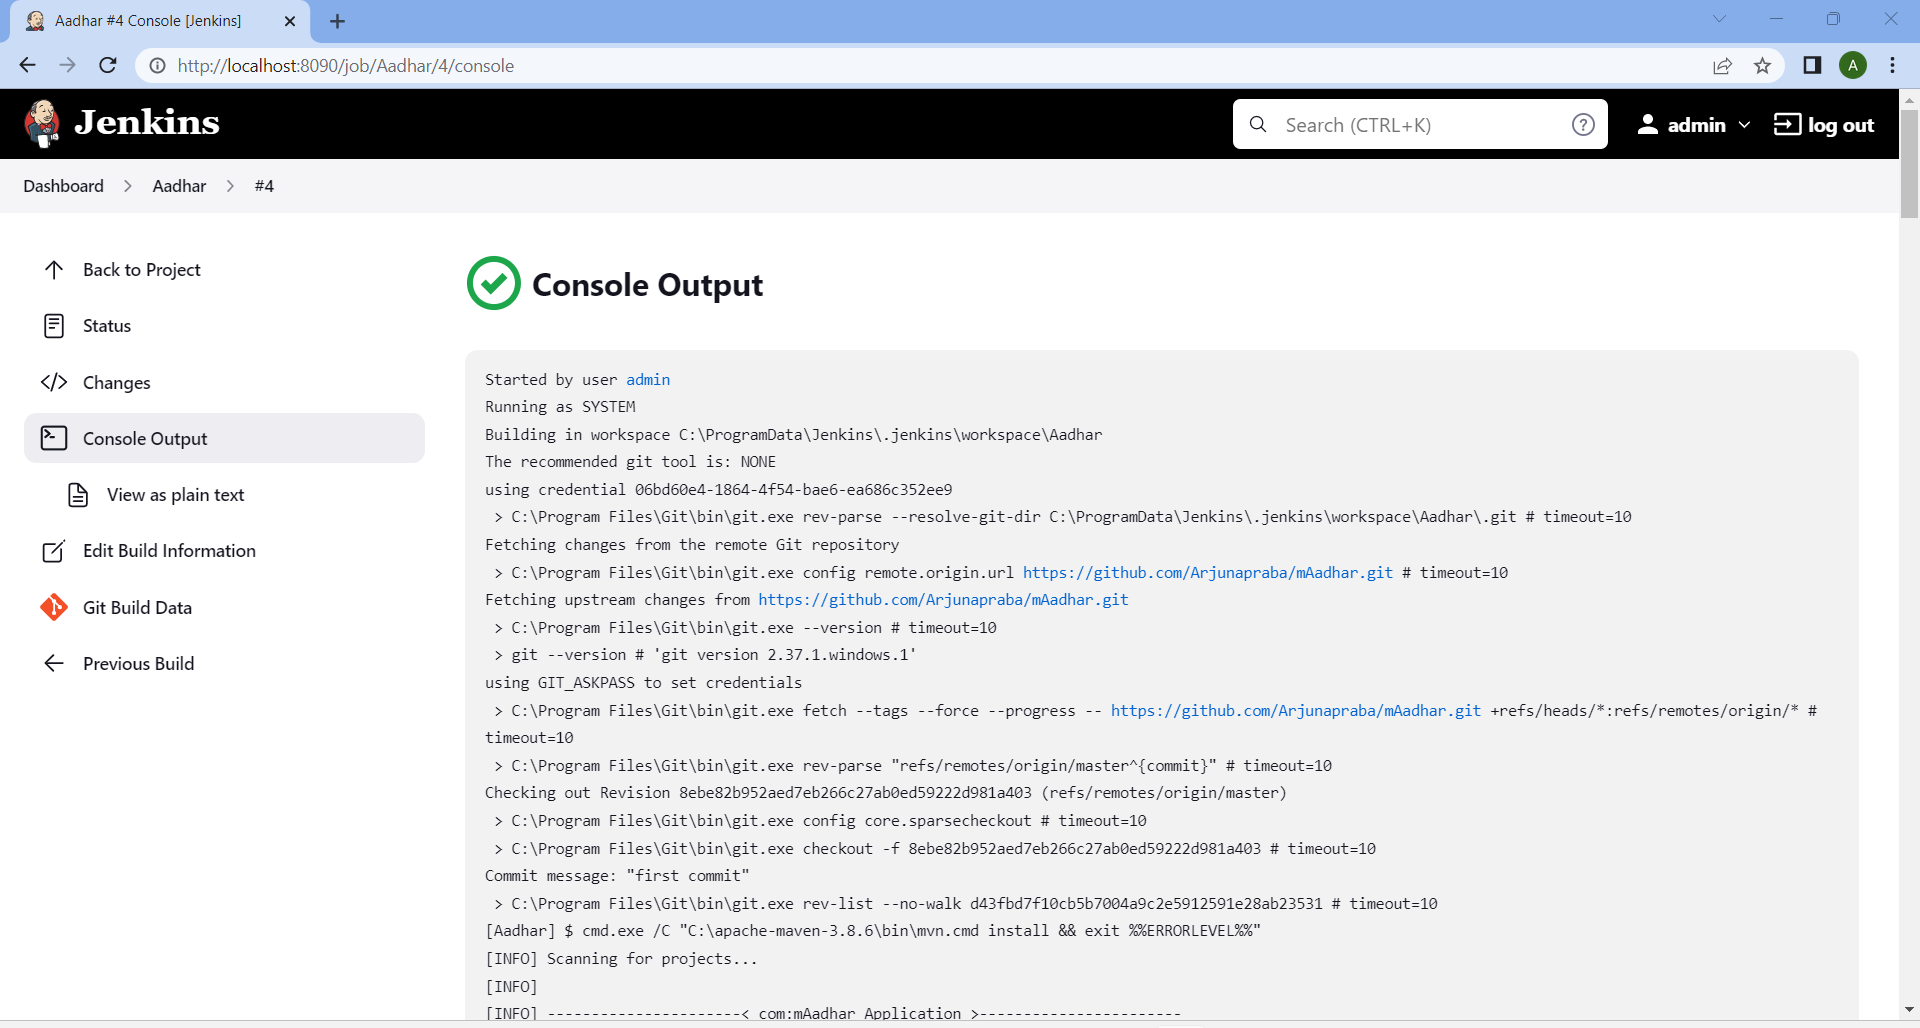 Aadhar #4 Console [Jenkins]
http://localhost:8090/job/Aadhar/4/console
A
Jenkins
Search (CTRL+K)
?
admin
log out
Dashboard
Aadhar
#4
Back to Project
Status
Changes
Console Output
View as plain text
Edit Build Information
Git Build Data
Previous Build
Console Output
Started by user admin
Running as SYSTEM
Building in workspace C:\ProgramData\Jenkins\.jenkins\workspace\Aadhar
The recommended git tool is: NONE
using credential 06bd60e4-1864-4f54-bae6-ea686c352ee9
> C:\Program Files\Git\bin\git.exe rev-parse --resolve-git-dir C:\ProgramData\Jenkins\.jenkins\workspace\Aadhar\.git # timeout=10
Fetching changes from the remote Git repository
> C:\Program Files\Git\bin\git.exe config remote.origin.url https://github.com/Arjunapraba/mAadhar.git # timeout=10
Fetching upstream changes from https://github.com/Arjunapraba/mAadhar.git
> C:\Program Files\Git\bin\git.exe --version # timeout=10
> git --version # 'git version 2.37.1.windows.1'
using GIT_ASKPASS to set credentials
> C:\Program Files\Git\bin\git.exe fetch --tags --force --progress -- https://github.com/Arjunapraba/mAadhar.git +refs/heads/*:refs/remotes/origin/* #
timeout=10
> C:\Program Files\Git\bin\git.exe rev-parse "refs/remotes/origin/master^{commit}" # timeout=10
Checking out Revision 8ebe82b952aed7eb266c27ab0ed59222d981a403 (refs/remotes/origin/master)
> C:\Program Files\Git\bin\git.exe config core.sparsecheckout # timeout=10
> C:\Program Files\Git\bin\git.exe checkout -f 8ebe82b952aed7eb266c27ab0ed59222d981a403 # timeout=10
Commit message: "first commit"
> C:\Program Files\Git\bin\git.exe rev-list --no-walk d43fbd7f10cb5b7004a9c2e5912591e28ab23531 # timeout=10
[Aadhar] $ cmd.exe /C "C:\apache-maven-3.8.6\bin\mvn.cmd install && exit %%ERRORLEVEL%%"
[INFO] Scanning for projects...
[INFO]
[INFO] ----------------------< com:mAadhar Application >-----------------------